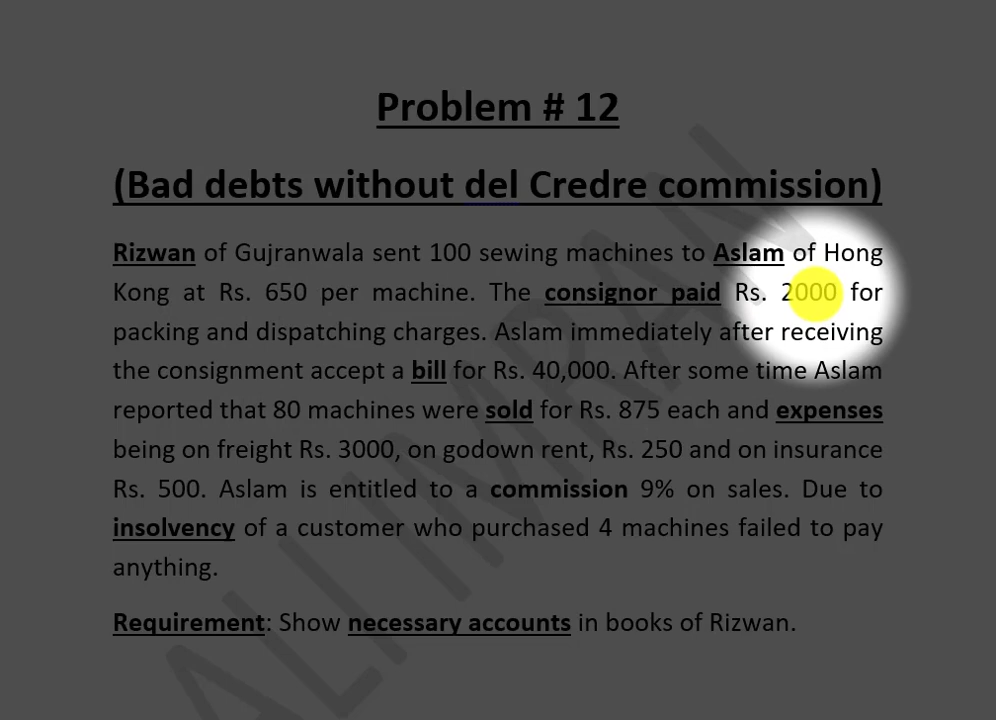 Problem # 12
(Bad debts without del Credre commission)
Rizwan of Gujranwala sent 100 sewing machines to Aslam of Hong
Kong at Rs. 650 per machine. The consignor paid Rs. 2000 for
packing and dispatching charges. Aslam immediately after receiving
the consignment accept a bill for Rs. 40,000. After some time Aslam
reported that 80 machines were sold for Rs. 875 each and expenses
being on freight Rs. 3000, on godown rent, Rs. 250 and on insurance
Rs. 500. Aslam is entitled to a commission 9% on sales. Due to
insolvency of a customer who purchased 4 machines failed to pay
anything.
Requirement: Show necessary accounts in books of Rizwan.
ALI IMRAN